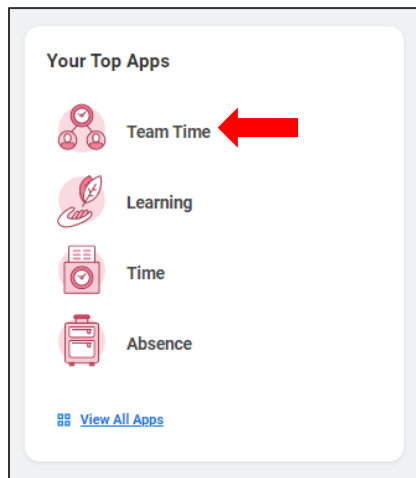 Your Top Apps
Team Time
Learning
Time
Absence
View All Apps